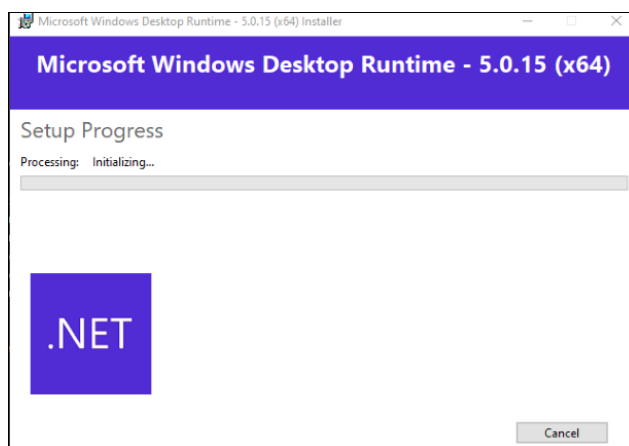 Microsoft Windows Desktop Runtime - 5.0.15 (x64) Installer
Microsoft Windows Desktop Runtime - 5.0.15 (x64)
Setup Progress
Processing: Initializing...
.NET
Cancel